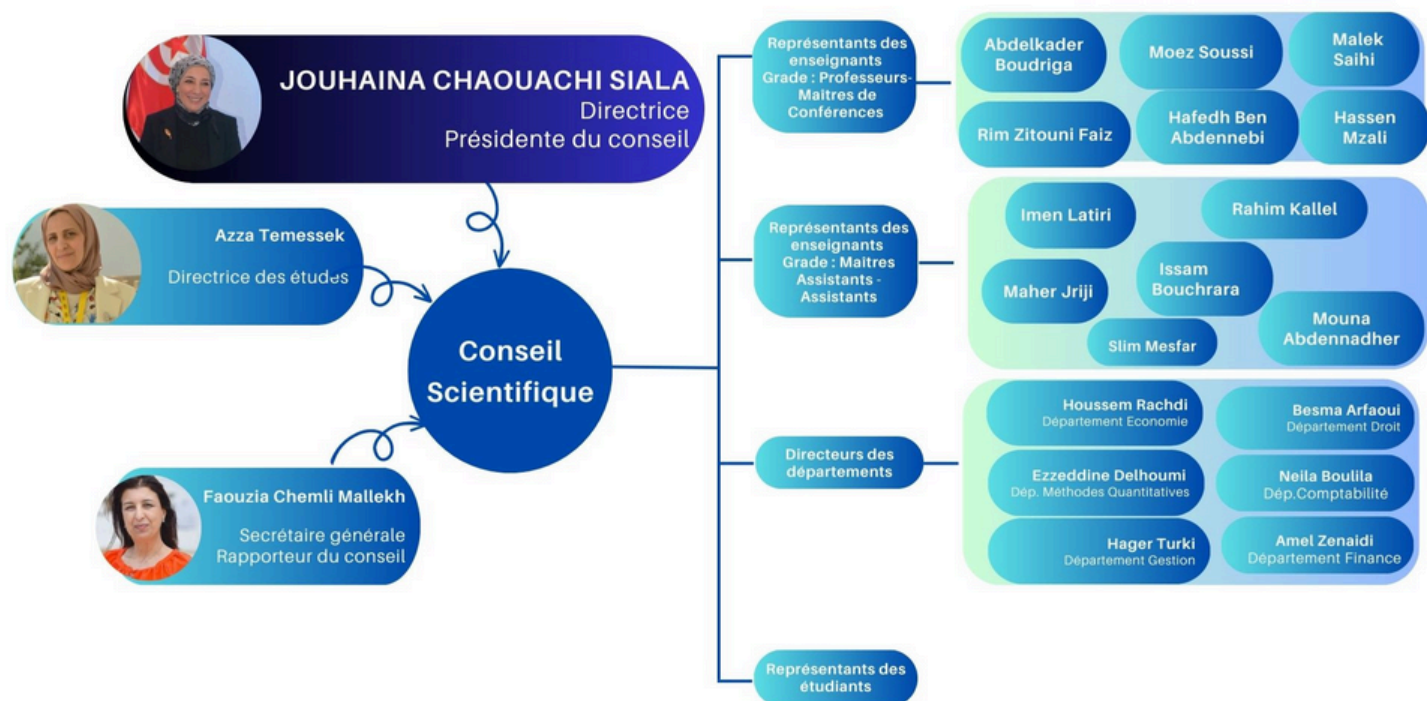 JOUHAINA CHAOUACHI SIALA
Directrice
Présidente du conseil
Azza Temessek
Directrice des études
Faouzia Chemli Mallekh
Secrétaire générale
Rapporteur du conseil
Conseil
Scientifique
Représentants des
enseignants
Grade : Professeurs-
Maîtres de
Conférences
Abdelkader
Boudriga
Moez Soussi
Malek
Saihi
Rim Zitouni Faiz
Hafedh Ben
Abdennebi
Hassen
Mzali
Représentants des
enseignants
Grade : Maitres
Assistants -
Assistants
Imen Latiri
Rahim Kallel
Maher Jriji
Issam
Bouchrara
Slim Mesfar
Mouna
Abdennadher
Directeurs des
départements
Houssem Rachdi
Département Economie
Besma Arfaoui
Département Droit
Ezzeddine Delhoumi
Dép. Méthodes Quantitatives
Neila Boulila
Dép.Comptabilité
Hager Turki
Département Gestion
Amel Zenaidi
Département Finance
Représentants des
étudiants